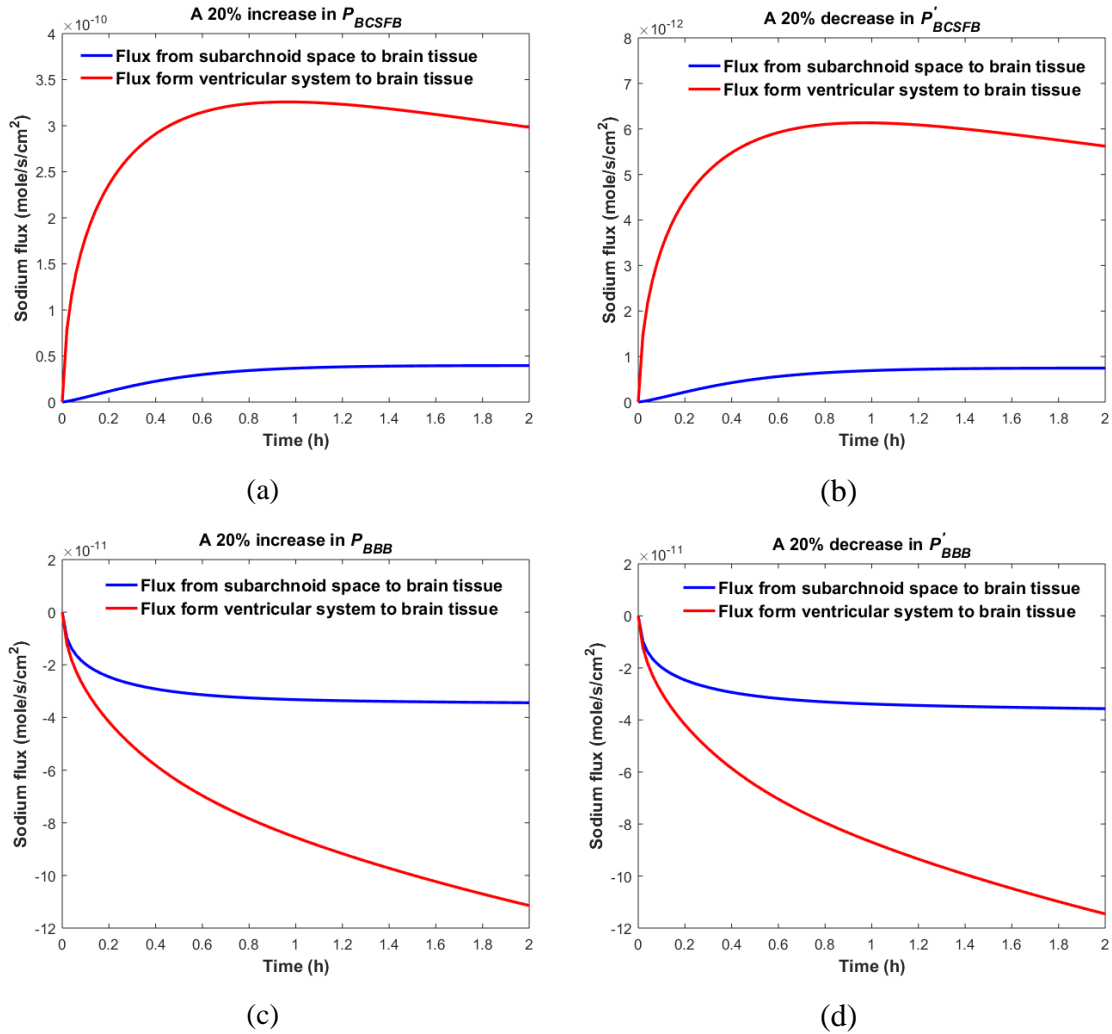 A 20% increase in P_BCSFB
×10^-10
Flux from subarchnoid space to brain tissue
Flux form ventricular system to brain tissue
4
3.5
3
2.5
2
1.5
1
0.5
0
0 0.2 0.4 0.6 0.8 1 1.2 1.4 1.6 1.8 2
Sodium flux (mole/s/cm²)
Time (h)
(a)
A 20% decrease in P'_BCSFB
×10^-12
Flux from subarchnoid space to brain tissue
Flux form ventricular system to brain tissue
8
7
6
5
4
3
2
1
0
0 0.2 0.4 0.6 0.8 1 1.2 1.4 1.6 1.8 2
Sodium flux (mole/s/cm²)
Time (h)
(b)
A 20% increase in P_BBB
×10^-11
Flux from subarchnoid space to brain tissue
Flux form ventricular system to brain tissue
2
0
-2
-4
-6
-8
-10
-12
0 0.2 0.4 0.6 0.8 1 1.2 1.4 1.6 1.8 2
Sodium flux (mole/s/cm²)
Time (h)
(c)
A 20% decrease in P'_BBB
×10^-11
Flux from subarchnoid space to brain tissue
Flux form ventricular system to brain tissue
2
0
-2
-4
-6
-8
-10
-12
0 0.2 0.4 0.6 0.8 1 1.2 1.4 1.6 1.8 2
Sodium flux (mole/s/cm²)
Time (h)
(d)